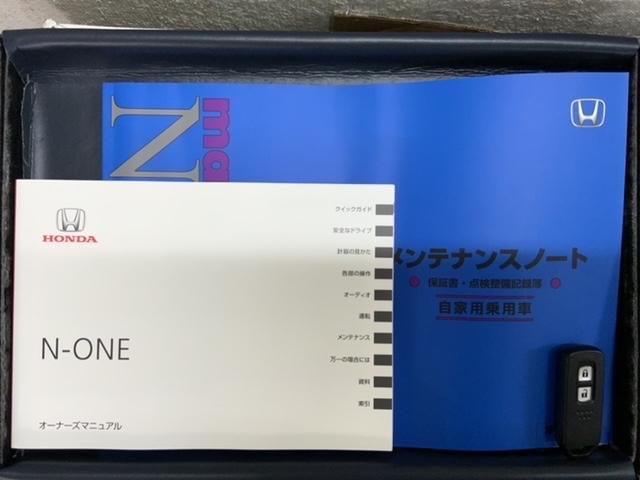 HONDA
N-ONE
オーナーズマニュアル
クイックガイド
安全なドライブ
計器の見かた
各部の操作
オーディオ
運転
メンテナンス
万一の場合には
資料
索引
ma
N
メンテナンスノート
保証書・点検整備記録簿
自家用乗用車